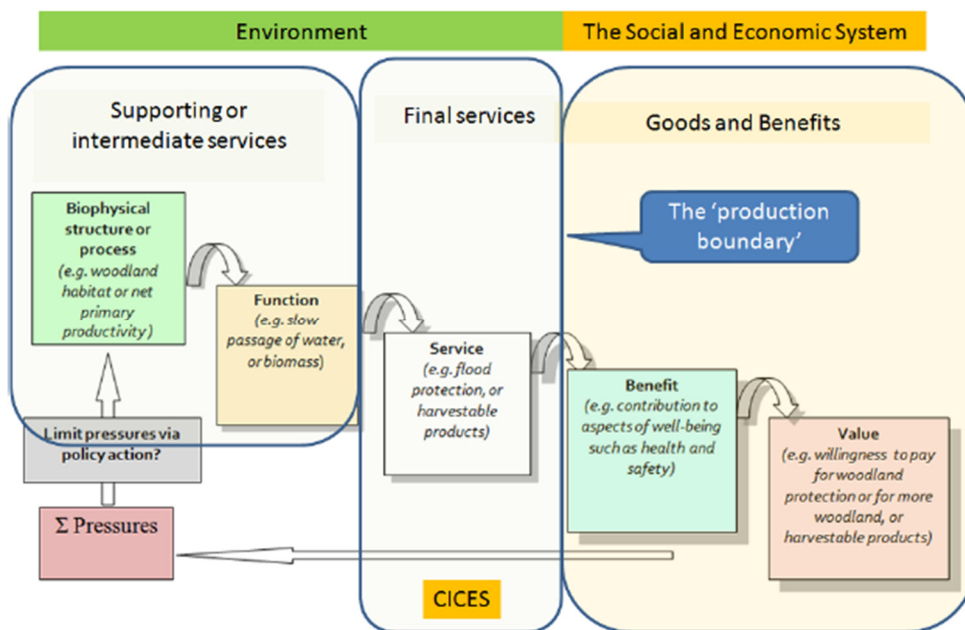 Environment
The Social and Economic System
Supporting or
intermediate services
Final services
Goods and Benefits
The ‘production
boundary’
Biophysical
structure or
process
(e.g. woodland
habitat or net
primary
productivity)
Function
(e.g. slow
passage of water,
or biomass)
Service
(e.g. flood
protection, or
harvestable
products)
Benefit
(e.g. contribution to
aspects of well-being
such as health and
safety)
Value
(e.g. willingness to pay
for woodland
protection or for more
woodland, or
harvestable products)
Limit pressures via
policy action?
Σ Pressures
CICES